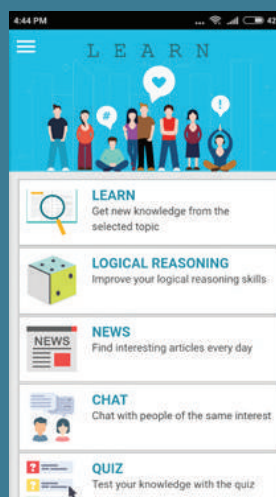 4:44 PM ... 42
L E A R N
#
!
LEARN
Get new knowledge from the
selected topic
LOGICAL REASONING
Improve your logical reasoning skills
NEWS
NEWS
Find interesting articles every day
CHAT
Chat with people of the same interest
?
?
QUIZ
Test your knowledge with the quiz